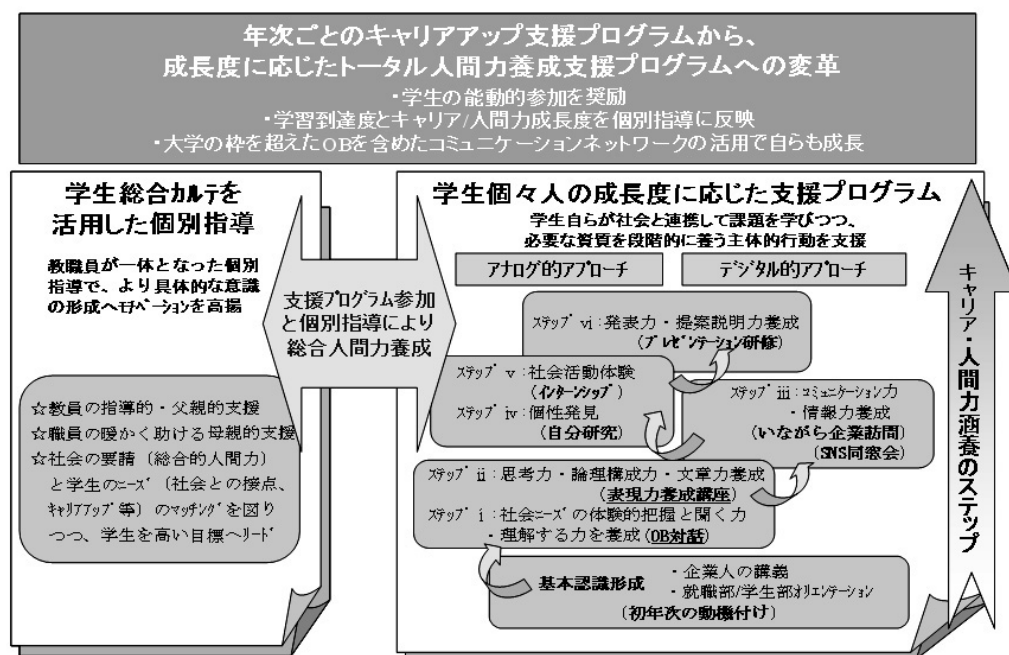 年次ごとのキャリアアップ支援プログラムから、
成長度に応じたトータル人間力養成支援プログラムへの変革
・学生の能動的参加を奨励
・学習到達度とキャリア/人間力成長度を個別指導に反映
・大学の枠を超えたOBを含めたコミュニケーションネットワークの活用で自らも成長
学生総合カルテを
活用した個別指導
教職員が一体となった個別
指導で、より具体的な意識
の形成へモチベーションを高揚
☆教員の指導的・父親的支援
☆職員の暖かく助ける母親的支援
☆社会の要請（総合的人間力）
と学生のニーズ（社会との接点、
キャリアアップ等）のマッチングを図り
つつ、学生を高い目標へリード
支援プログラム参加
と個別指導により
総合人間力養成
学生個々人の成長度に応じた支援プログラム
学生自らが社会と連携して課題を学びつつ、
必要な資質を段階的に養う主体的行動を支援
アナログ的アプローチ
デジタル的アプローチ
ステップⅵ：発表力・提案説明力養成
(プレゼンテーション研修)
ステップⅴ：社会活動体験
(インターンシップ)
ステップⅳ：個性発見
(自分研究)
ステップⅲ：コミュニケーション力
・情報力養成
(いながら企業訪問)
(SNS同窓会)
ステップⅱ：思考力・論理構成力・文章力養成
(表現力養成講座)
ステップⅰ：社会ニーズの体験的把握と聞く力
・理解する力を養成(OB対話)
基本認識形成
・企業人の講義
・就職部/学生部オリエンテーション
(初年次の動機付け)
キャリア・人間力涵養のステップ